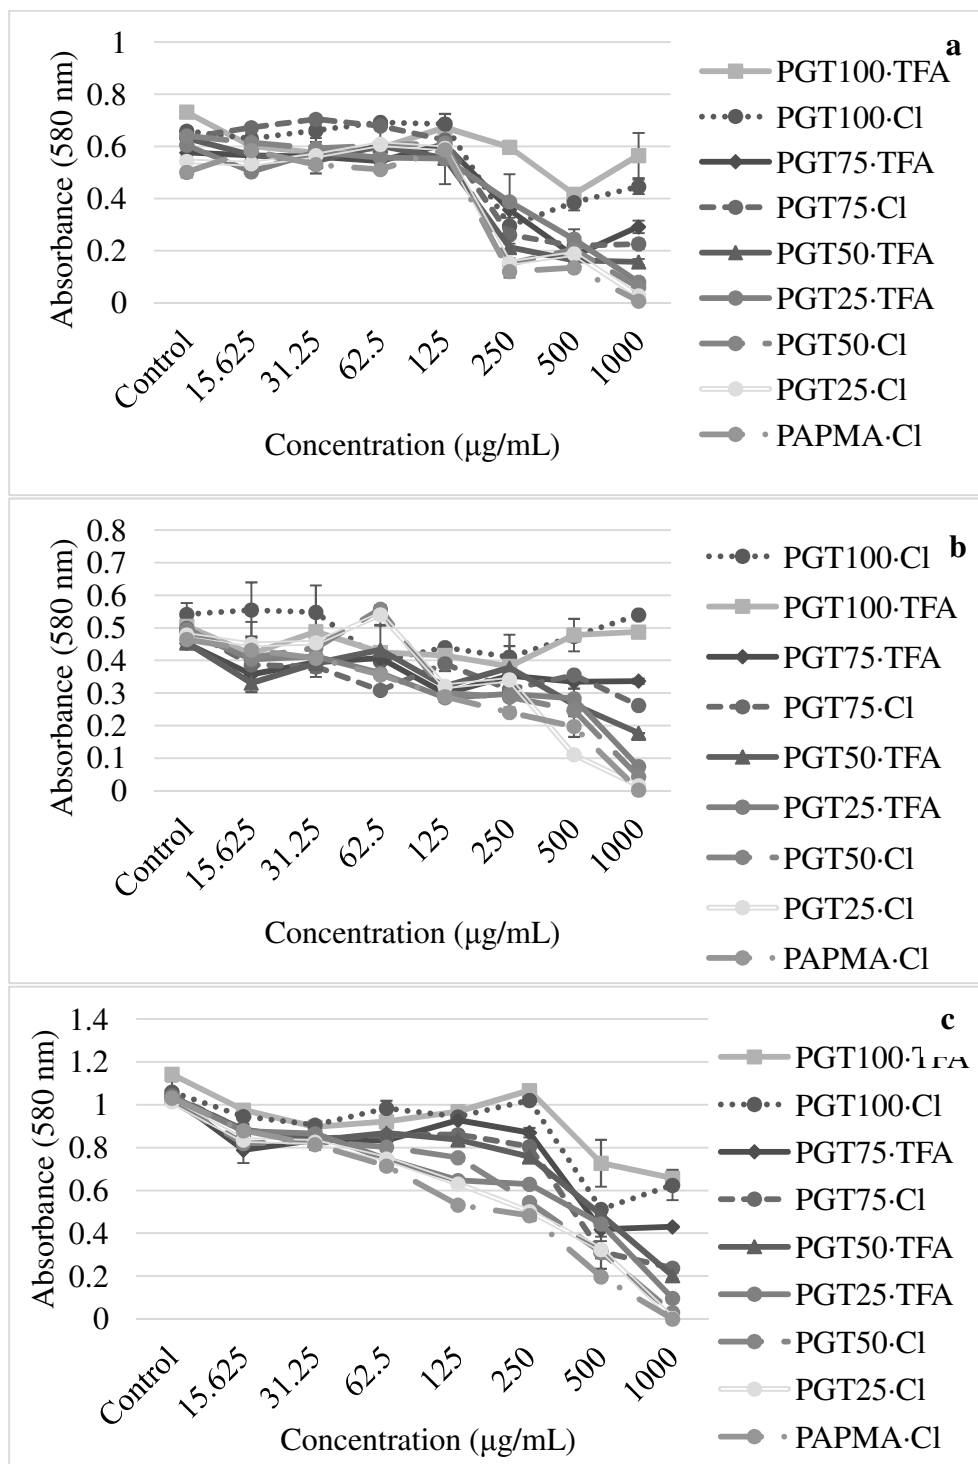 a
1
0.8
0.6
0.4
0.2
0
Absorbance (580 nm)
Control
15.625
31.25
62.5
125
250
500
1000
Concentration (µg/mL)
PGT100·TFA
PGT100·Cl
PGT75·TFA
PGT75·Cl
PGT50·TFA
PGT25·TFA
PGT50·Cl
PGT25·Cl
PAPMA·Cl
b
0.8
0.7
0.6
0.5
0.4
0.3
0.2
0.1
0
Absorbance (580 nm)
Control
15.625
31.25
62.5
125
250
500
1000
Concentration (µg/mL)
PGT100·Cl
PGT100·TFA
PGT75·TFA
PGT75·Cl
PGT50·TFA
PGT25·TFA
PGT50·Cl
PGT25·Cl
PAPMA·Cl
c
1.4
1.2
1
0.8
0.6
0.4
0.2
0
Absorbance (580 nm)
Control
15.625
31.25
62.5
125
250
500
1000
Concentration (µg/mL)
PGT100·TFA
PGT100·Cl
PGT75·TFA
PGT75·Cl
PGT50·TFA
PGT25·TFA
PGT50·Cl
PGT25·Cl
PAPMA·Cl